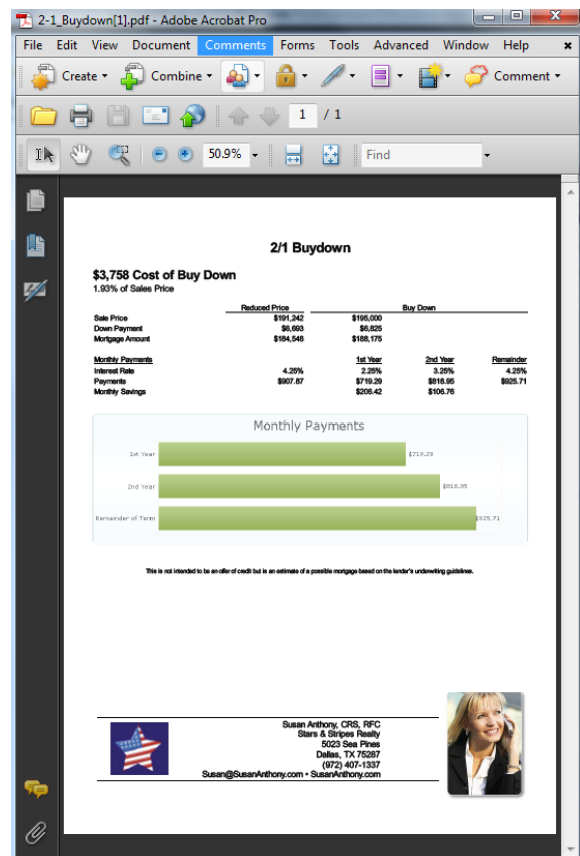 2-1_Buydown[1].pdf - Adobe Acrobat Pro
File Edit View Document Comments Forms Tools Advanced Window Help x
Create Combine Comment
1 / 1
50.9% Find
2/1 Buydown
$3,758 Cost of Buy Down
1.93% of Sales Price
Reduced Price Buy Down
Sale Price $191,242 $195,000
Down Payment $6,693 $6,825
Mortgage Amount $184,548 $188,175
Monthly Payments 1st Year 2nd Year Remainder
Interest Rate 4.25% 2.25% 3.25% 4.25%
Payments $907.87 $719.29 $818.95 $925.71
Monthly Savings $206.42 $106.76
Monthly Payments
1st Year $719.29
2nd Year $818.95
Remainder of Term $925.71
This is not intended to be an offer of credit but is an estimate of a possible mortgage based on the lender's underwriting guidelines.
Susan Anthony, CRS, RFC
Stars & Stripes Realty
5023 Sea Pines
Dallas, TX 75287
(972) 407-1337
Susan@SusanAnthony.com • SusanAnthony.com